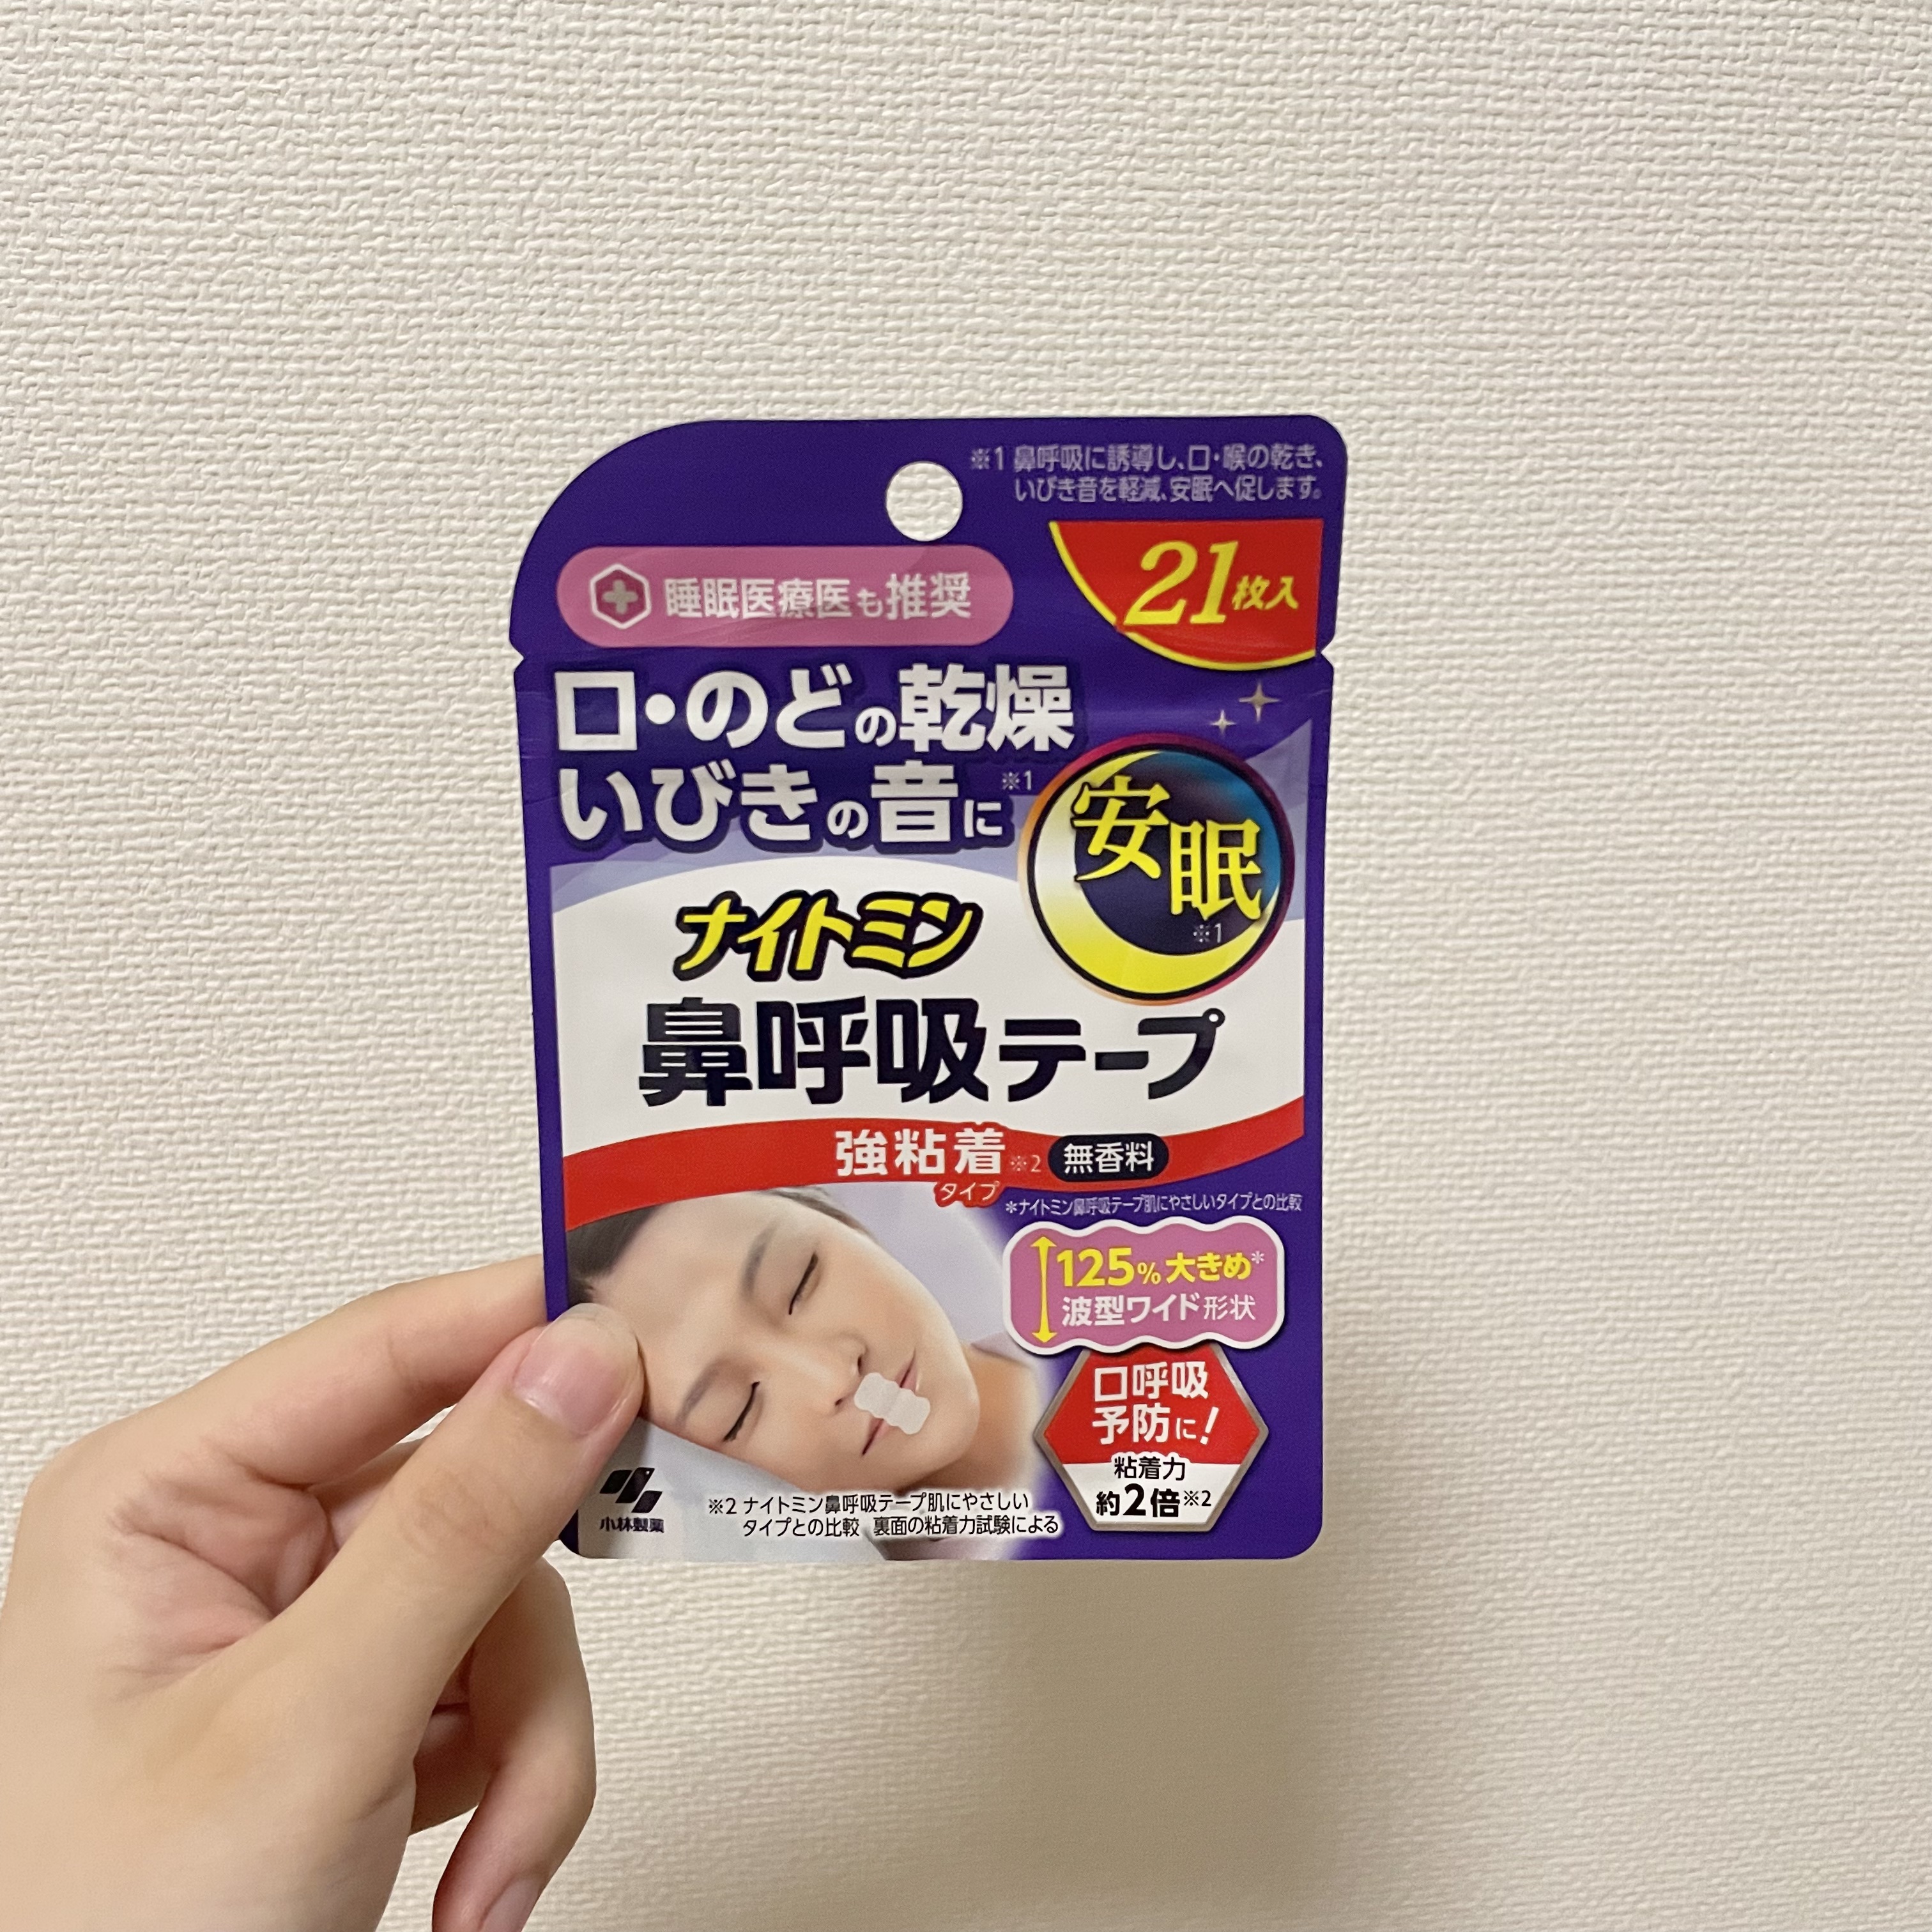 ※1 鼻呼吸に誘導し、口・喉の乾き、
いびき音を軽減、安眠へ促します。
21枚入
睡眠医療医も推奨
口・のどの乾燥
いびきの音に※1
安眠
※1
ナイトミン
鼻呼吸テープ
強粘着※2 無香料
タイプ
*ナイトミン鼻呼吸テープ肌にやさしいタイプとの比較
125%大きめ*
波型ワイド形状
口呼吸
予防に!
粘着力
約2倍※2
小林製薬
※2 ナイトミン鼻呼吸テープ肌にやさしい
タイプとの比較 裏面の粘着力試験による